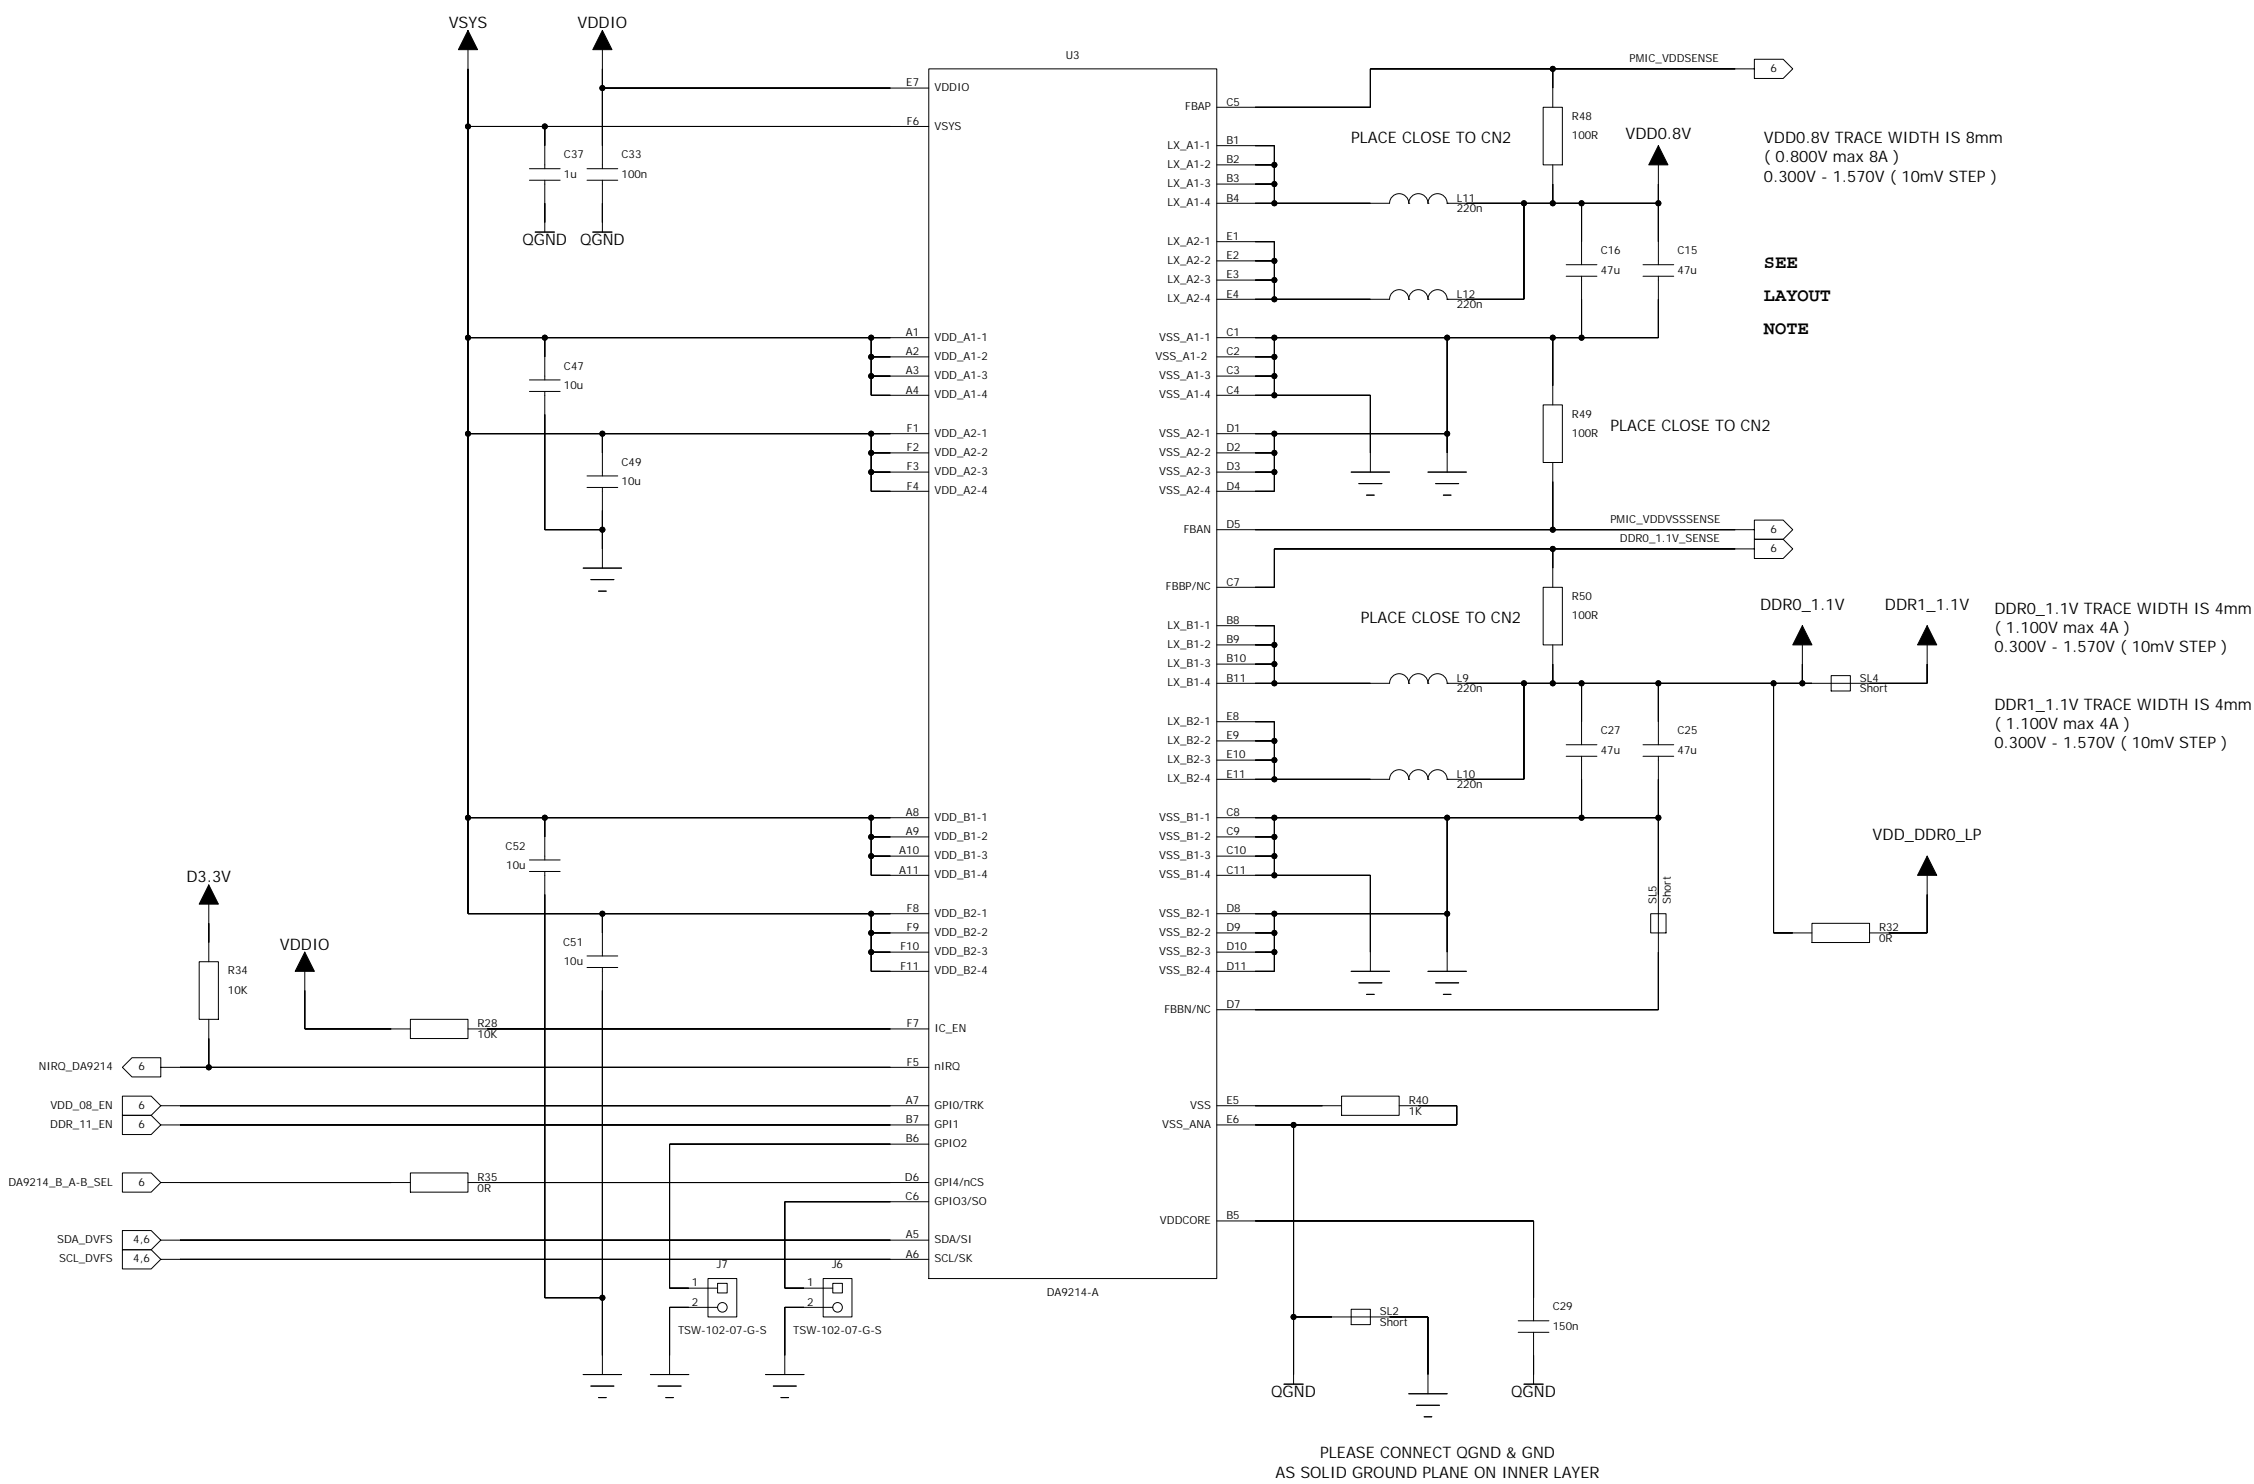 VSYS
VDDIO
U3
E7 VDDIO
F6 VSYS
C37
1u
C33
100n
QGND QGND
A1 VDD_A1-1
A2 VDD_A1-2
A3 VDD_A1-3
A4 VDD_A1-4
C47
10u
F1 VDD_A2-1
F2 VDD_A2-2
F3 VDD_A2-3
F4 VDD_A2-4
C49
10u
A8 VDD_B1-1
A9 VDD_B1-2
A10 VDD_B1-3
A11 VDD_B1-4
C52
10u
F8 VDD_B2-1
F9 VDD_B2-2
F10 VDD_B2-3
F11 VDD_B2-4
C51
10u
D3.3V
R34
10K
VDDIO
R28
10K
F7 IC_EN
NIRQ_DA9214 6
F5 nIRQ
VDD_08_EN 6
A7 GPI0/TRK
DDR_11_EN 6
B7 GPI1
B6 GPIO2
DA9214_B_A-B_SEL 6
R35
0R
D6 GPI4/nCS
C6 GPIO3/SO
SDA_DVFS 4,6
A5 SDA/SI
SCL_DVFS 4,6
A6 SCL/SK
J7
1
2
TSW-102-07-G-S
J6
1
2
TSW-102-07-G-S
DA9214-A
PMIC_VDDSENSE 6
FBAP C5
R48
100R
PLACE CLOSE TO CN2
VDD0.8V
VDD0.8V TRACE WIDTH IS 8mm
( 0.800V max 8A )
0.300V - 1.570V ( 10mV STEP )
LX_A1-1 B1
LX_A1-2 B2
LX_A1-3 B3
LX_A1-4 B4
L11
220n
LX_A2-1 E1
LX_A2-2 E2
LX_A2-3 E3
LX_A2-4 E4
L12
220n
C16
47u
C15
47u
SEE
LAYOUT
NOTE
VSS_A1-1 C1
VSS_A1-2 C2
VSS_A1-3 C3
VSS_A1-4 C4
R49
100R
PLACE CLOSE TO CN2
VSS_A2-1 D1
VSS_A2-2 D2
VSS_A2-3 D3
VSS_A2-4 D4
FBAN D5
PMIC_VDDVSSSENSE 6
DDR0_1.1V_SENSE 6
FBBP/NC C7
R50
100R
PLACE CLOSE TO CN2
DDR0_1.1V
DDR1_1.1V
DDR0_1.1V TRACE WIDTH IS 4mm
( 1.100V max 4A )
0.300V - 1.570V ( 10mV STEP )
LX_B1-1 B8
LX_B1-2 B9
LX_B1-3 B10
LX_B1-4 B11
L9
220n
SL4
Short
DDR1_1.1V TRACE WIDTH IS 4mm
( 1.100V max 4A )
0.300V - 1.570V ( 10mV STEP )
LX_B2-1 E8
LX_B2-2 E9
LX_B2-3 E10
LX_B2-4 E11
L10
220n
C27
47u
C25
47u
VSS_B1-1 C8
VSS_B1-2 C9
VSS_B1-3 C10
VSS_B1-4 C11
VDD_DDR0_LP
SL5
Short
R32
0R
VSS_B2-1 D8
VSS_B2-2 D9
VSS_B2-3 D10
VSS_B2-4 D11
FBBN/NC D7
VSS E5
R40
1K
VSS_ANA E6
VDDCORE B5
SL2
Short
C29
150n
QGND
QGND
PLEASE CONNECT QGND & GND
AS SOLID GROUND PLANE ON INNER LAYER